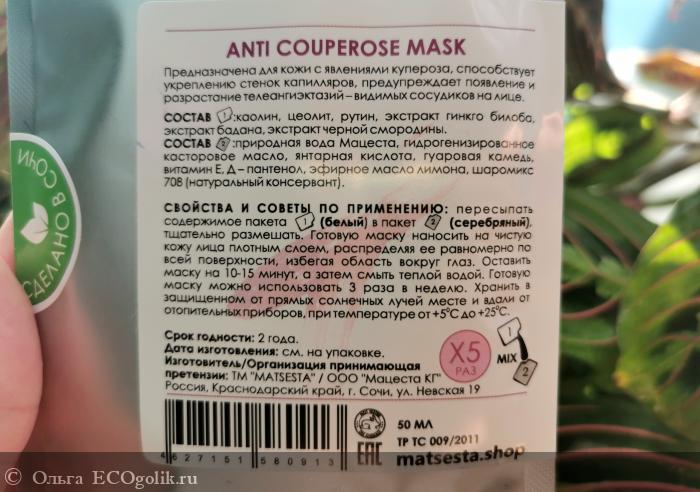 ANTI COUPEROSE MASK
Предназначена для кожи с явлениями купероза, способствует
укреплению стенок капилляров, предупреждает появление и
разрастание телеангиэктазий – видимых сосудиков на лице.
СОСТАВ 1:каолин, цеолит, рутин, экстракт гинкго билоба,
экстракт бадана, экстракт черной смородины.
СОСТАВ 2:природная вода Мацеста, гидрогенизированное
касторовое масло, янтарная кислота, гуаровая камедь,
витамин Е, Д – пантенол, эфирное масло лимона, шаромикс
708 (натуральный консервант).
СВОЙСТВА И СОВЕТЫ ПО ПРИМЕНЕНИЮ: пересыпать
содержимое пакета 1 (белый) в пакет 2 (серебряный),
тщательно размешать. Готовую маску наносить на чистую
кожу лица плотным слоем, распределяя ее равномерно по
всей поверхности, избегая область вокруг глаз. Оставить
маску на 10-15 минут, а затем смыть теплой водой. Готовую
маску можно использовать 3 раза в неделю. Хранить в
защищенном от прямых солнечных лучей месте и вдали от
отопительных приборов, при температуре от +5°С до +25°С.
Срок годности: 2 года.
Дата изготовления: см. на упаковке.
Изготовитель/Организация принимающая
претензии: ТМ "MATSESTA" / ООО "Мацеста КГ"
Россия, Краснодарский край, г. Сочи, ул. Невская 19
X5
РАЗ
MIX
1
2
50 МЛ
ТР ТС 009/2011
EAC
matsesta.shop
4 627151 580913
СДЕЛАНО В СОЧИ
© Ольга ECOgolik.ru